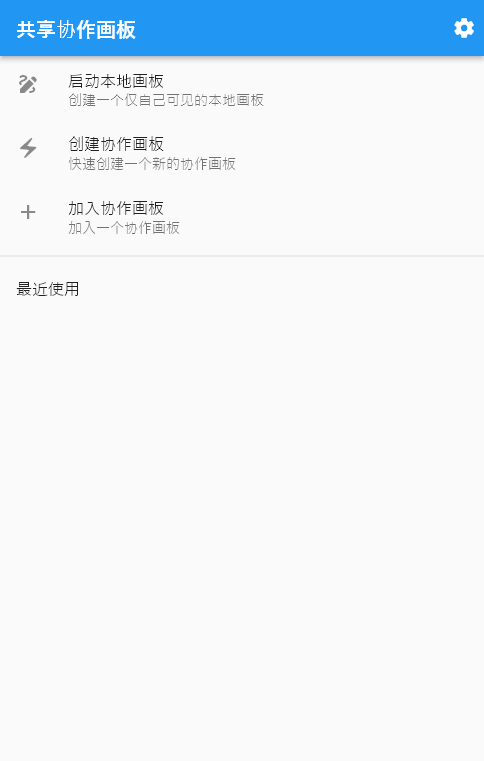 共享协作画板
启动本地画板
创建一个仅自己可见的本地画板
创建协作画板
快速创建一个新的协作画板
加入协作画板
加入一个协作画板
最近使用